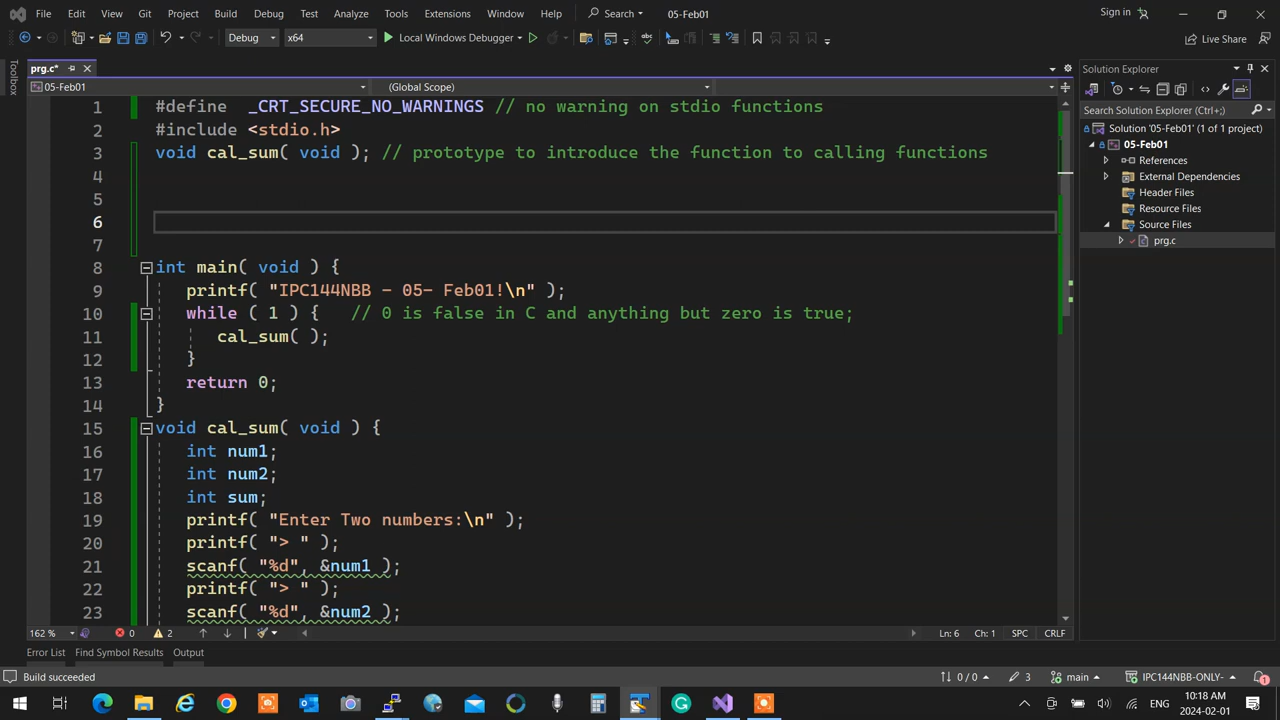 File Edit View Git Project Build Debug Test Analyze Tools Extensions Window Help Search 05-Feb01 Sign in
Debug x64 Local Windows Debugger Live Share
Toolbox
prg.c*
05-Feb01 (Global Scope)
1 #define _CRT_SECURE_NO_WARNINGS // no warning on stdio functions
2 #include <stdio.h>
3 void cal_sum( void ); // prototype to introduce the function to calling functions
4
5
6
7
8 int main( void ) {
9 printf( "IPC144NBB - 05- Feb01!\n" );
10 while ( 1 ) { // 0 is false in C and anything but zero is true;
11 cal_sum( );
12 }
13 return 0;
14 }
15 void cal_sum( void ) {
16 int num1;
17 int num2;
18 int sum;
19 printf( "Enter Two numbers:\n" );
20 printf( "> " );
21 scanf( "%d", &num1 );
22 printf( "> " );
23 scanf( "%d", &num2 );
162 % 0 2 Ln: 6 Ch: 1 SPC CRLF
Solution Explorer
Search Solution Explorer (Ctrl+;)
Solution '05-Feb01' (1 of 1 project)
05-Feb01
References
External Dependencies
Header Files
Resource Files
Source Files
prg.c
Error List Find Symbol Results Output
Build succeeded 0 / 0 3 main IPC144NBB-ONLY- 1
ENG 10:18 AM
2024-02-01